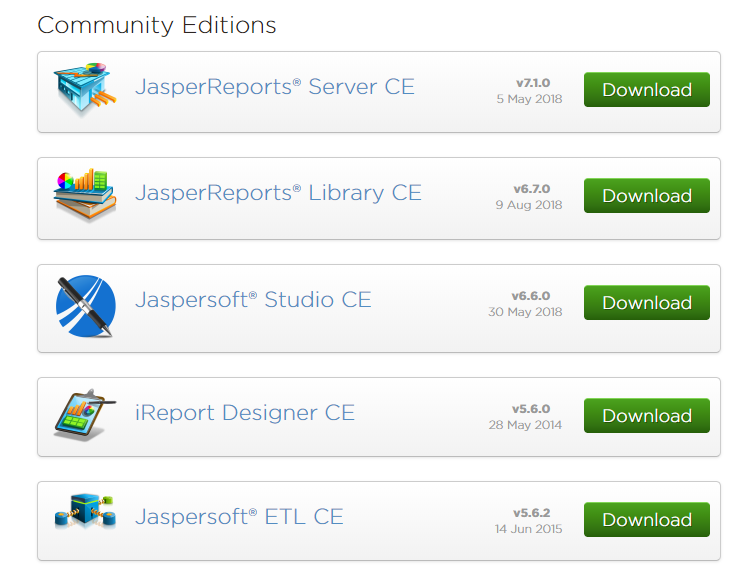 Community Editions
JasperReports® Server CE
v7.1.0
5 May 2018
Download
JasperReports® Library CE
v6.7.0
9 Aug 2018
Download
Jaspersoft® Studio CE
v6.6.0
30 May 2018
Download
iReport Designer CE
v5.6.0
28 May 2014
Download
Jaspersoft® ETL CE
v5.6.2
14 Jun 2015
Download